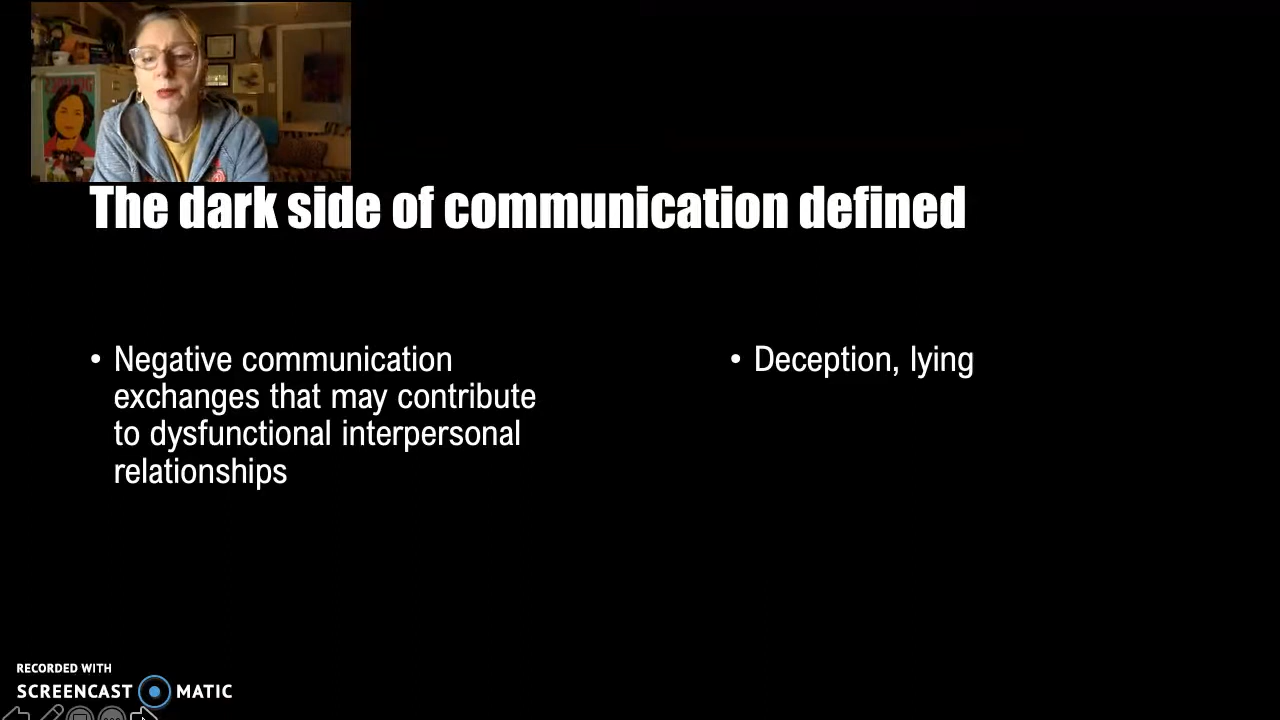 The dark side of communication defined
• Negative communication
exchanges that may contribute
to dysfunctional interpersonal
relationships
• Deception, lying
RECORDED WITH
SCREENCAST MATIC